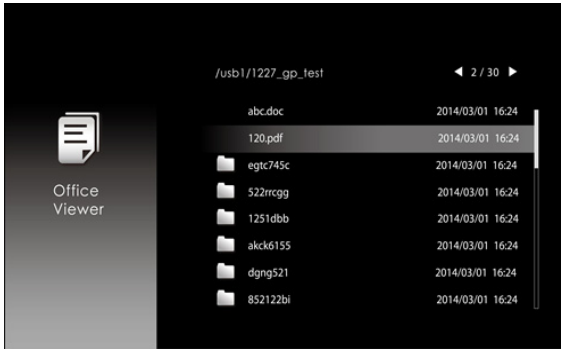 /usb1/1227_gp_test ◀ 2/30 ▶
abc.doc 2014/03/01 16:24
120.pdf 2014/03/01 16:24
egtc745c 2014/03/01 16:24
522rrcgg 2014/03/01 16:24
1251dbb 2014/03/01 16:24
akck6155 2014/03/01 16:24
dgng521 2014/03/01 16:24
852122bi 2014/03/01 16:24
Office
Viewer